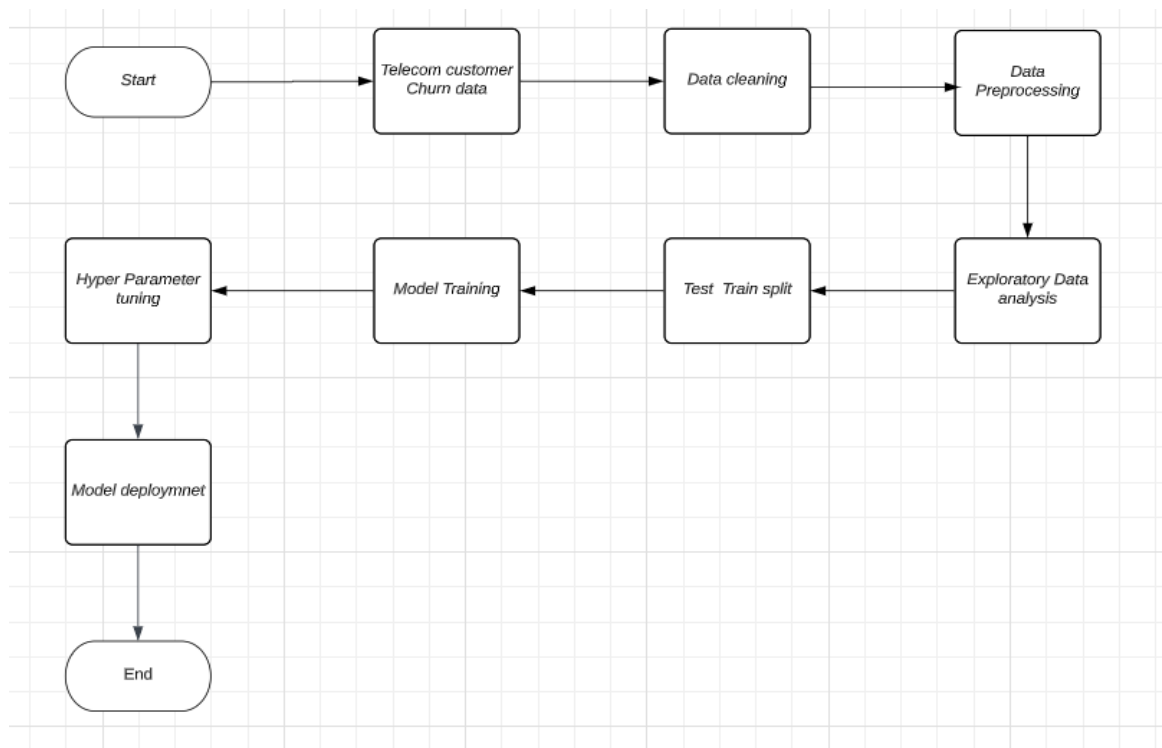 Start
Telecom customer
Churn data
Data cleaning
Data
Preprocessing
Exploratory Data
analysis
Test Train split
Model Training
Hyper Parameter
tuning
Model deploymnet
End